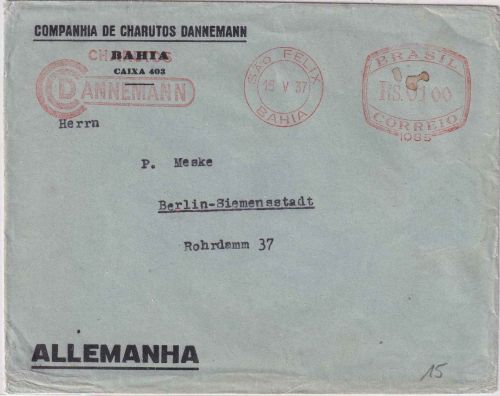 COMPANHIA DE CHARUTOS DANNEMANN
CHARUTOS
BAHIA
CAIXA 403
DANNEMANN
SÃO FELIX
15 V 37
BAHIA
BRASIL
CORREIO
1085
Herrn
P. Meske
Berlin-Siemensstadt
Rohrdamm 37
ALLEMANHA
15